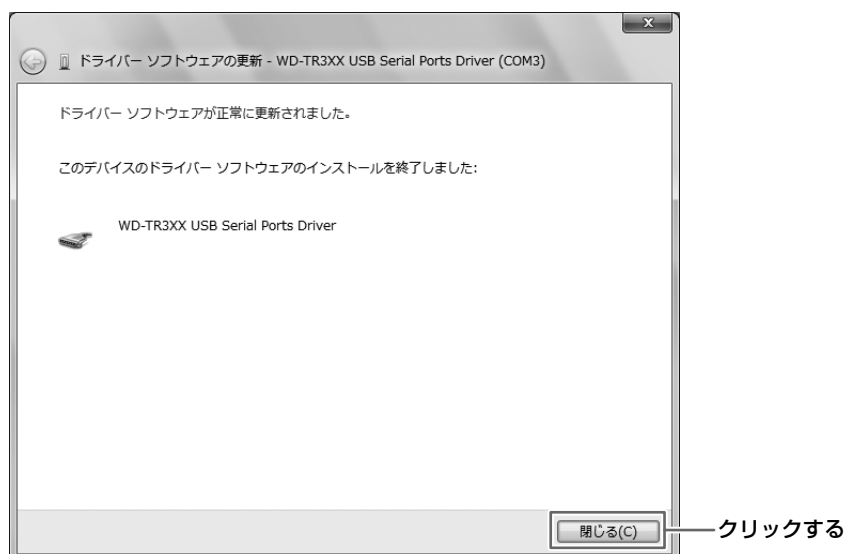 x
ドライバー ソフトウェアの更新 - WD-TR3XX USB Serial Ports Driver (COM3)
ドライバー ソフトウェアが正常に更新されました。
このデバイスのドライバー ソフトウェアのインストールを終了しました:
WD-TR3XX USB Serial Ports Driver
閉じる(C)
クリックする